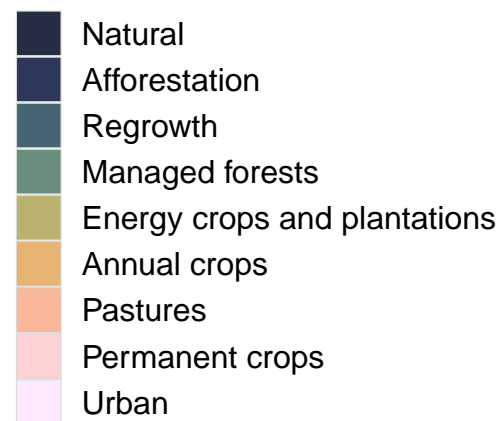 Natural
Afforestation
Regrowth
Managed forests
Energy crops and plantations
Annual crops
Pastures
Permanent crops
Urban